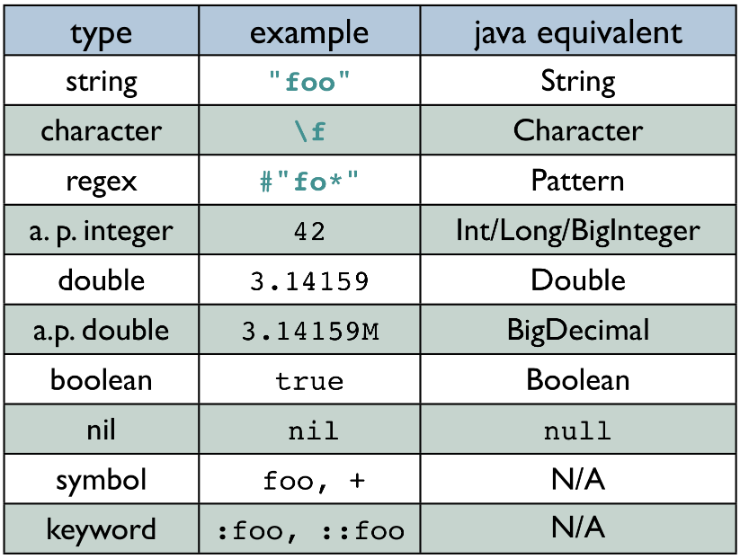 type example java equivalent
string "foo" String
character \f Character
regex #"fo*" Pattern
a. p. integer 42 Int/Long/BigInteger
double 3.14159 Double
a.p. double 3.14159M BigDecimal
boolean true Boolean
nil nil null
symbol foo, + N/A
keyword :foo, ::foo N/A